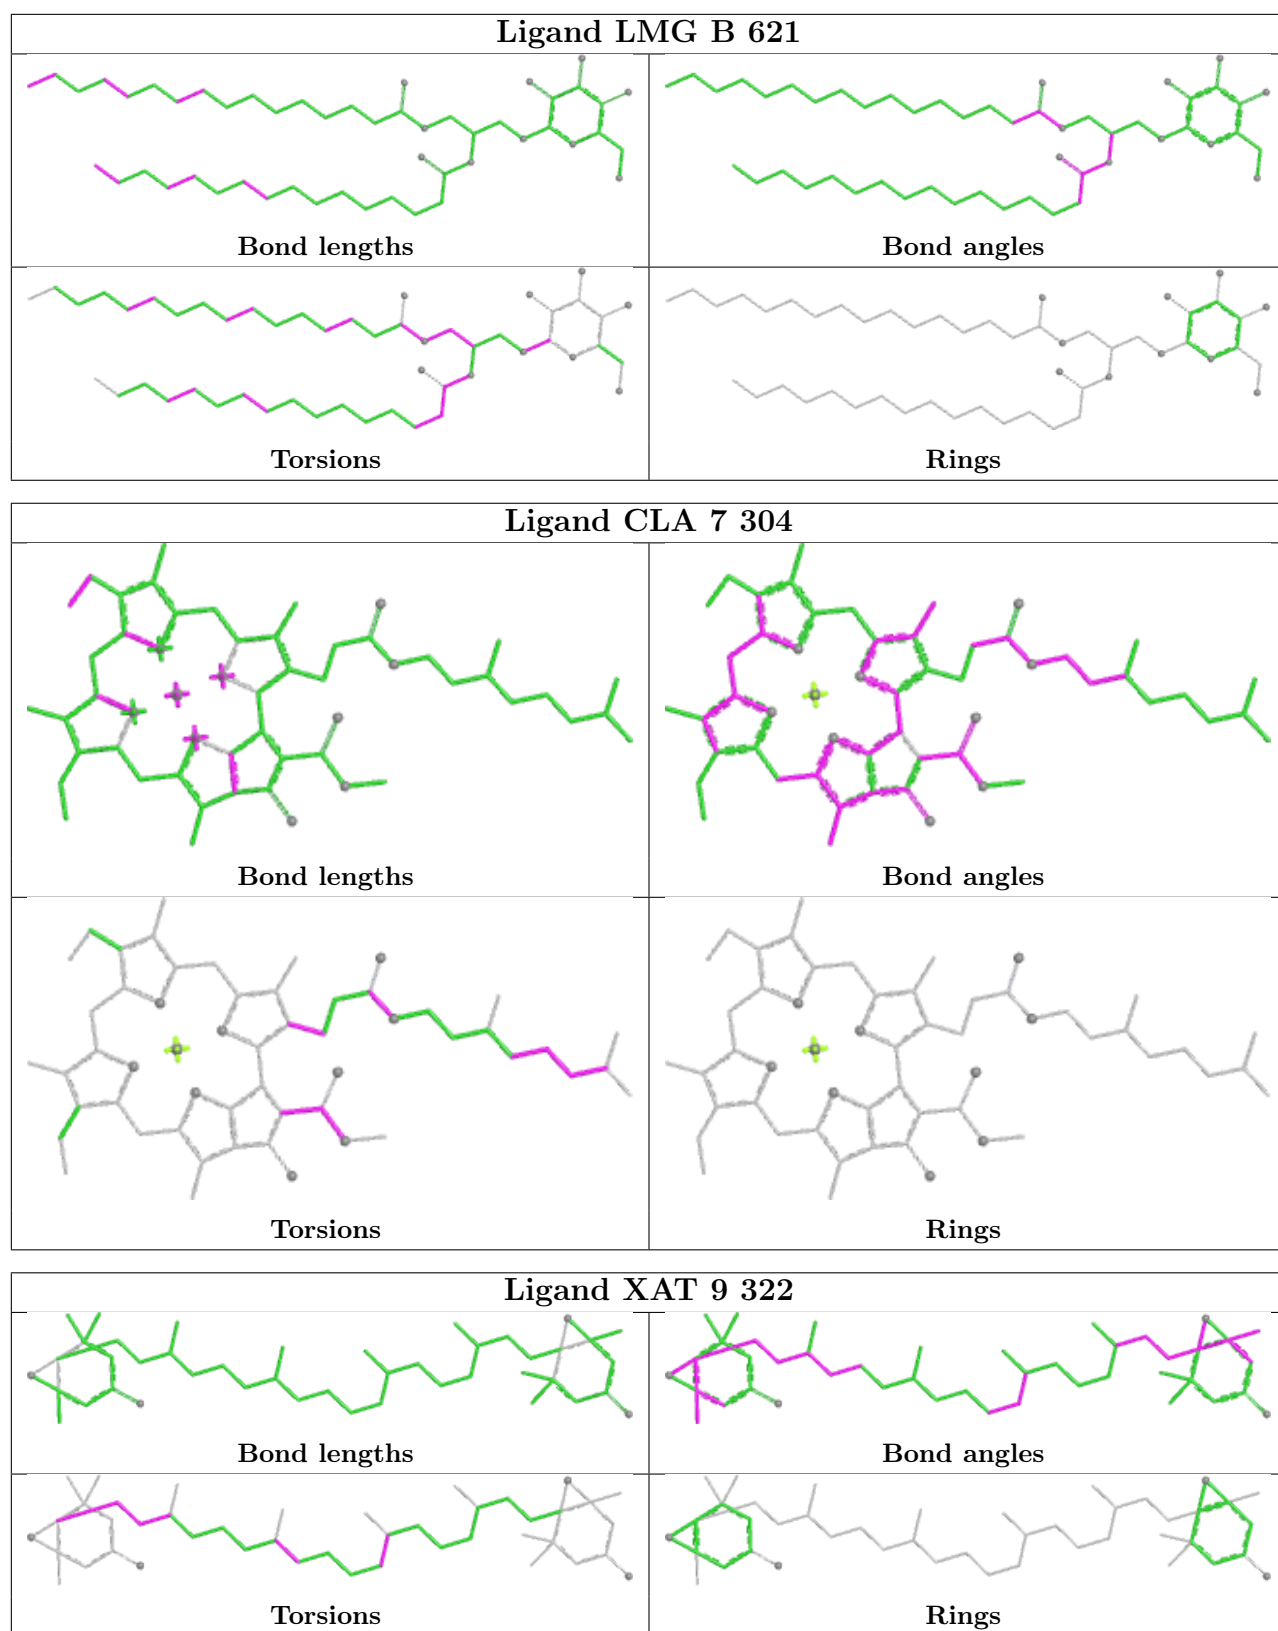 Ligand LMG B 621
Bond lengths
Bond angles
Torsions
Rings
Ligand CLA 7 304
Bond lengths
Bond angles
Torsions
Rings
Ligand XAT 9 322
Bond lengths
Bond angles
Torsions
Rings